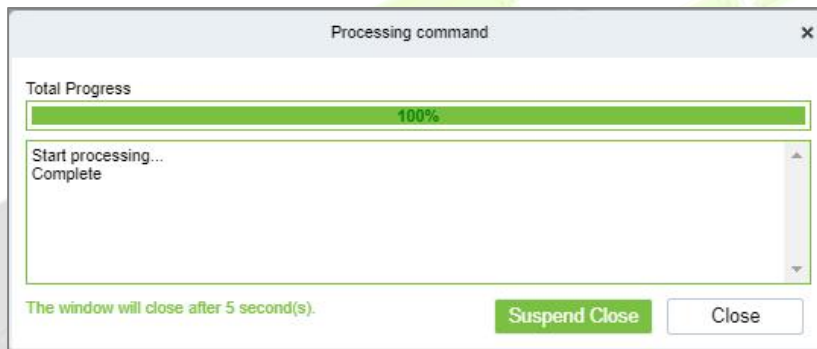 Processing command
Total Progress
100%
Start processing...
Complete
The window will close after 5 second(s).
Suspend Close
Close